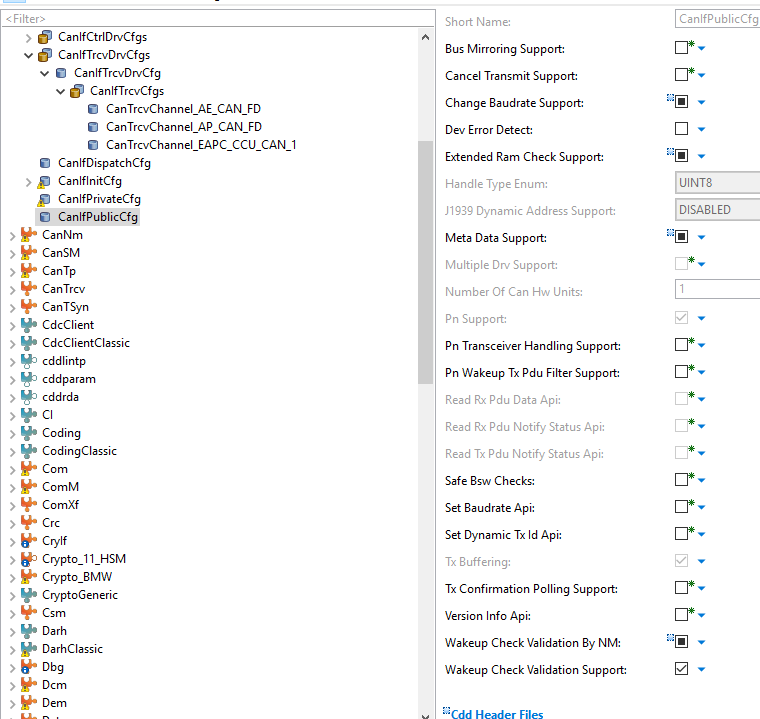 <Filter>
CanIfCtrlDrvCfgs
CanIfTrcvDrvCfgs
CanIfTrcvDrvCfg
CanIfTrcvCfgs
CanTrcvChannel_AE_CAN_FD
CanTrcvChannel_AP_CAN_FD
CanTrcvChannel_EAPC_CCU_CAN_1
CanIfDispatchCfg
CanIfInitCfg
CanIfPrivateCfg
CanIfPublicCfg
CanNm
CanSM
CanTp
CanTrcv
CanTSyn
CdcClient
CdcClientClassic
cddlintp
cddparam
cddrda
CI
Coding
CodingClassic
Com
ComM
ComXf
Crc
CryIf
Crypto_11_HSM
Crypto_BMW
CryptoGeneric
Csm
Darh
DarhClassic
Dbg
Dcm
Dem
Short Name: CanIfPublicCfg
Bus Mirroring Support:
Cancel Transmit Support:
Change Baudrate Support:
Dev Error Detect:
Extended Ram Check Support:
Handle Type Enum: UINT8
J1939 Dynamic Address Support: DISABLED
Meta Data Support:
Multiple Drv Support:
Number Of Can Hw Units: 1
Pn Support:
Pn Transceiver Handling Support:
Pn Wakeup Tx Pdu Filter Support:
Read Rx Pdu Data Api:
Read Rx Pdu Notify Status Api:
Read Tx Pdu Notify Status Api:
Safe Bsw Checks:
Set Baudrate Api:
Set Dynamic Tx Id Api:
Tx Buffering:
Tx Confirmation Polling Support:
Version Info Api:
Wakeup Check Validation By NM:
Wakeup Check Validation Support:
Cdd Header Files